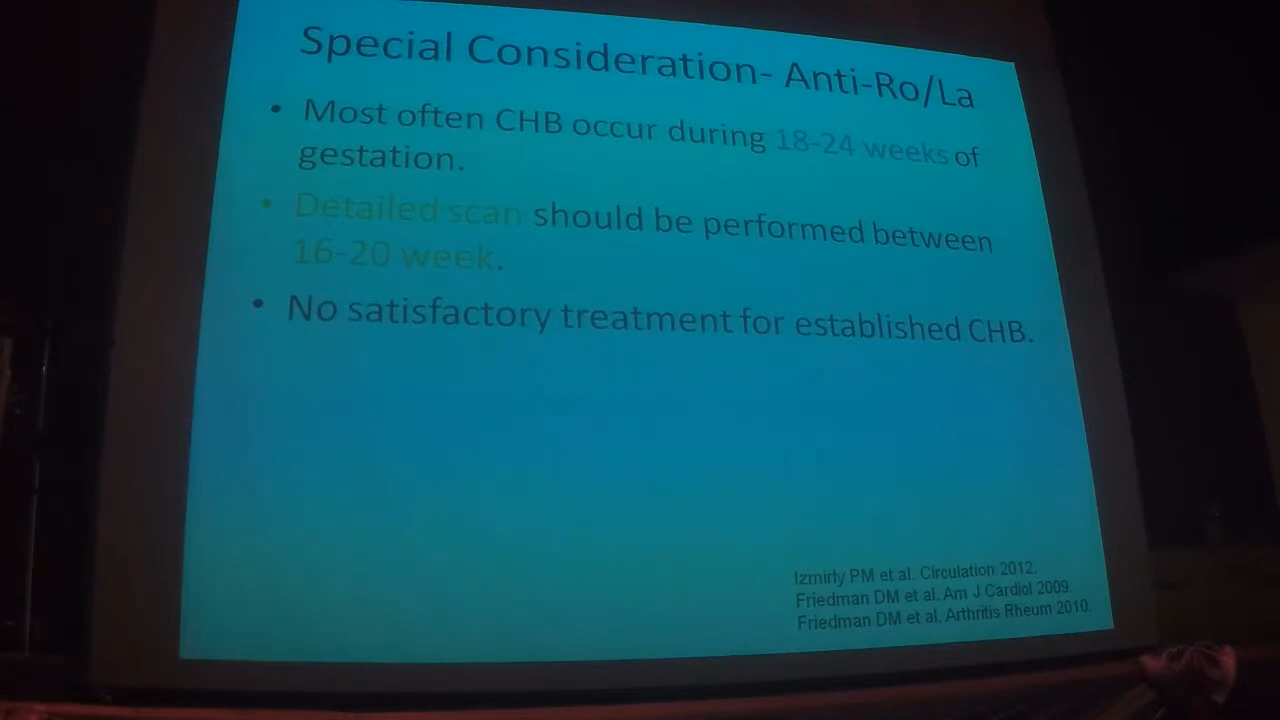 Special Consideration- Anti-Ro/La
• Most often CHB occur during 18-24 weeks of
gestation.
• Detailed scan should be performed between
16-20 week.
• No satisfactory treatment for established CHB.
Izmirly PM et al. Circulation 2012.
Friedman DM et al. Am J Cardiol 2009.
Friedman DM et al. Arthritis Rheum 2010.